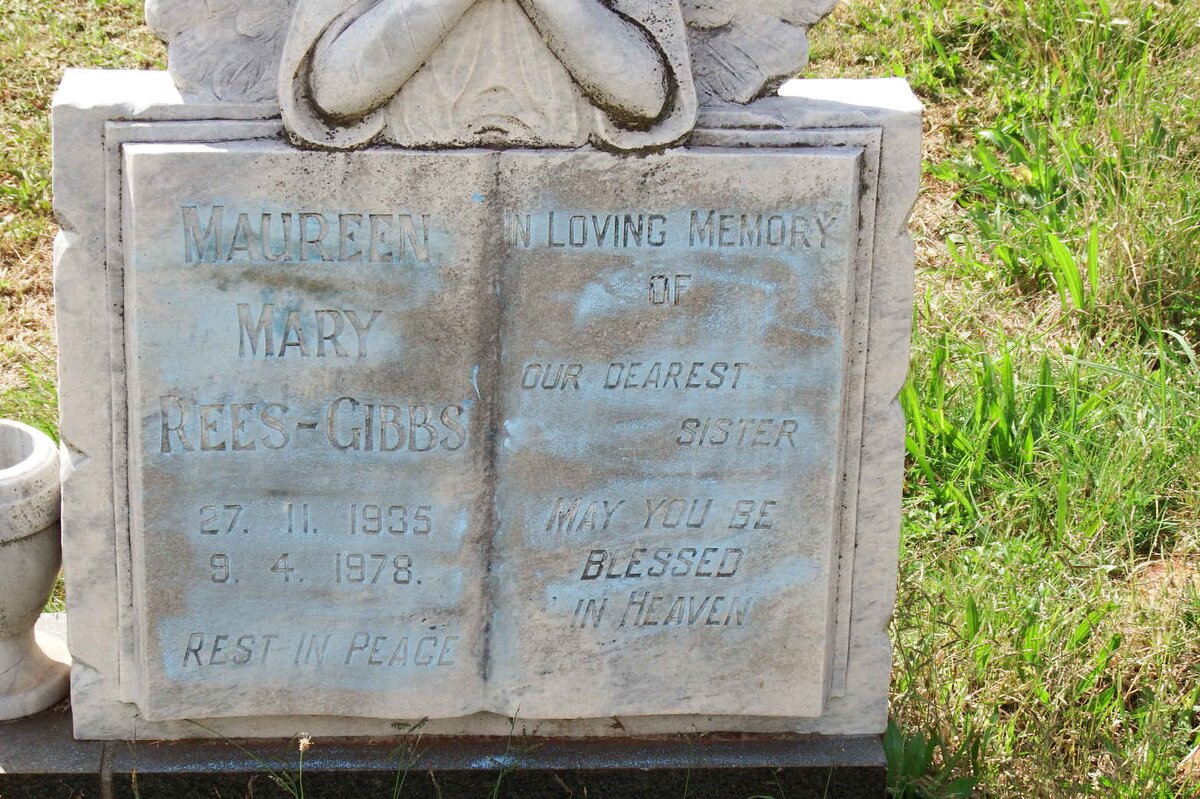 MAUREEN
MARY
REES-GIBBS
27. 11. 1935
9. 4. 1978.
REST IN PEACE
IN LOVING MEMORY
OF
OUR DEAREST
SISTER
MAY YOU BE
BLESSED
IN HEAVEN